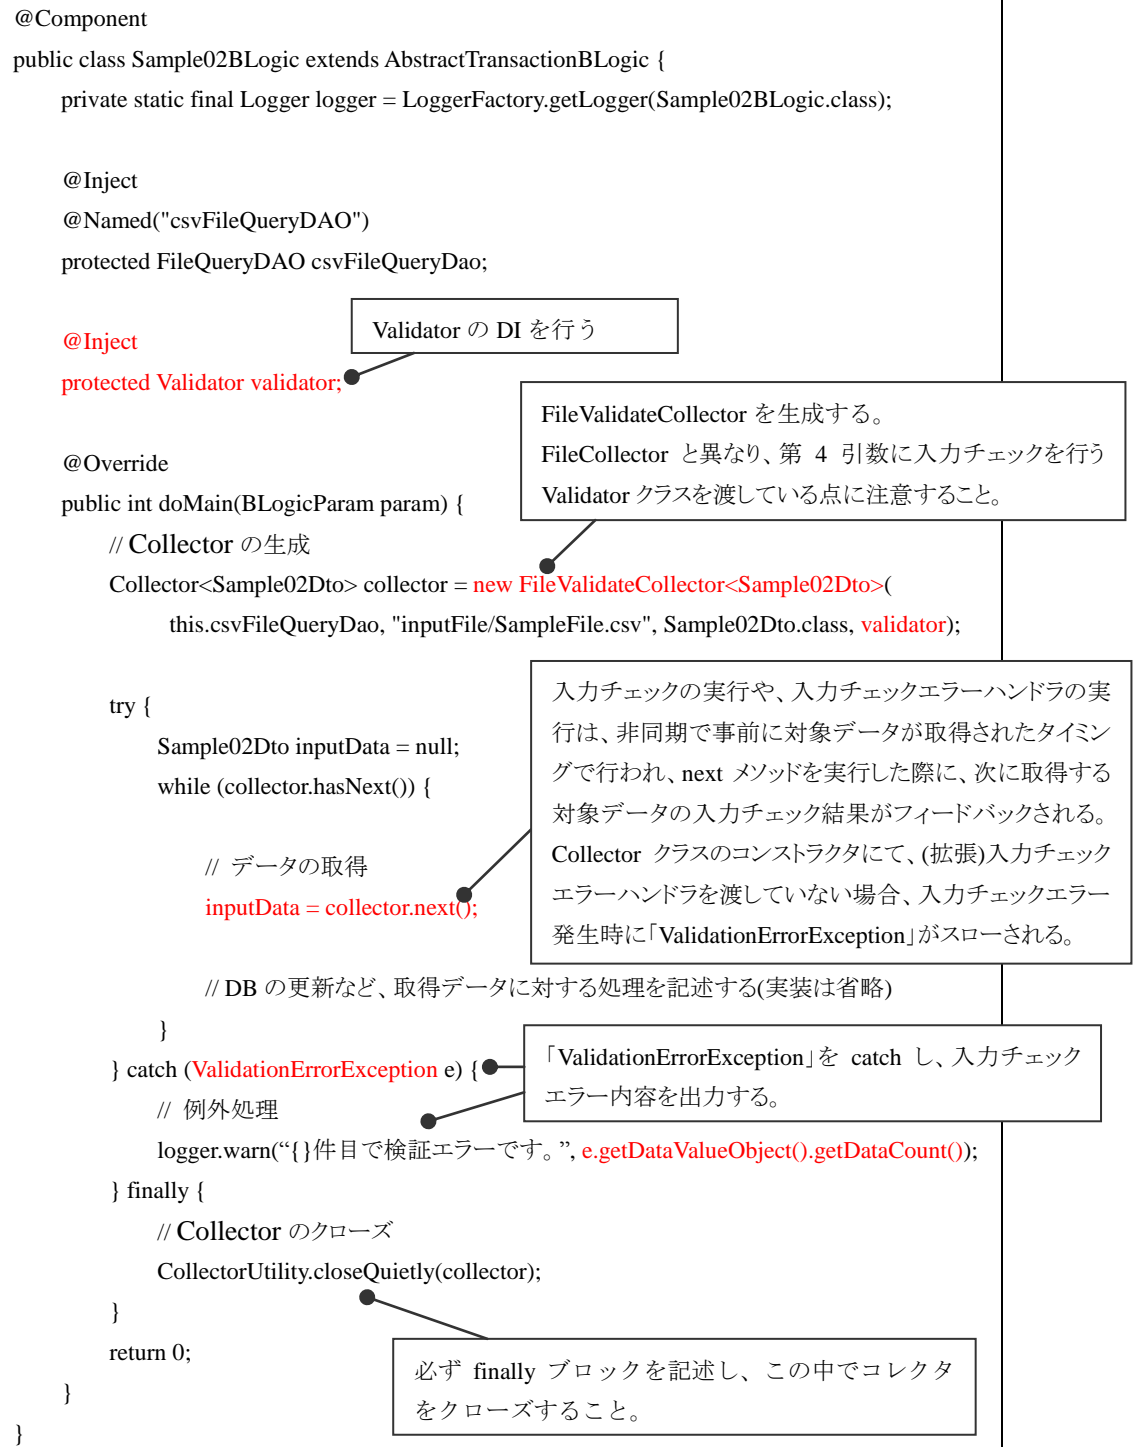 @Component
public class Sample02BLogic extends AbstractTransactionBLogic {
private static final Logger logger = LoggerFactory.getLogger(Sample02BLogic.class);
@Inject
@Named("csvFileQueryDAO")
protected FileQueryDAO csvFileQueryDao;
Validator の DI を行う
@Inject
protected Validator validator;
FileValidateCollector を生成する。
FileCollector と異なり、第 4 引数に入力チェックを行う
Validator クラスを渡している点に注意すること。
@Override
public int doMain(BLogicParam param) {
// Collector の生成
Collector<Sample02Dto> collector = new FileValidateCollector<Sample02Dto>(
this.csvFileQueryDao, "inputFile/SampleFile.csv", Sample02Dto.class, validator);
入力チェックの実行や、入力チェックエラーハンドラの実
行は、非同期で事前に対象データが取得されたタイミン
グで行われ、next メソッドを実行した際に、次に取得する
対象データの入力チェック結果がフィードバックされる。
Collector クラスのコンストラクタにて、(拡張)入力チェック
エラーハンドラを渡していない場合、入力チェックエラー
発生時に「ValidationErrorException」がスローされる。
try {
Sample02Dto inputData = null;
while (collector.hasNext()) {
// データの取得
inputData = collector.next();
// DB の更新など、取得データに対する処理を記述する(実装は省略)
}
「ValidationErrorException」を catch し、入力チェック
エラー内容を出力する。
} catch (ValidationErrorException e) {
// 例外処理
logger.warn(“{}件目で検証エラーです。”, e.getDataValueObject().getDataCount());
} finally {
// Collector のクローズ
CollectorUtility.closeQuietly(collector);
}
return 0;
必ず finally ブロックを記述し、この中でコレクタ
をクローズすること。
}
}